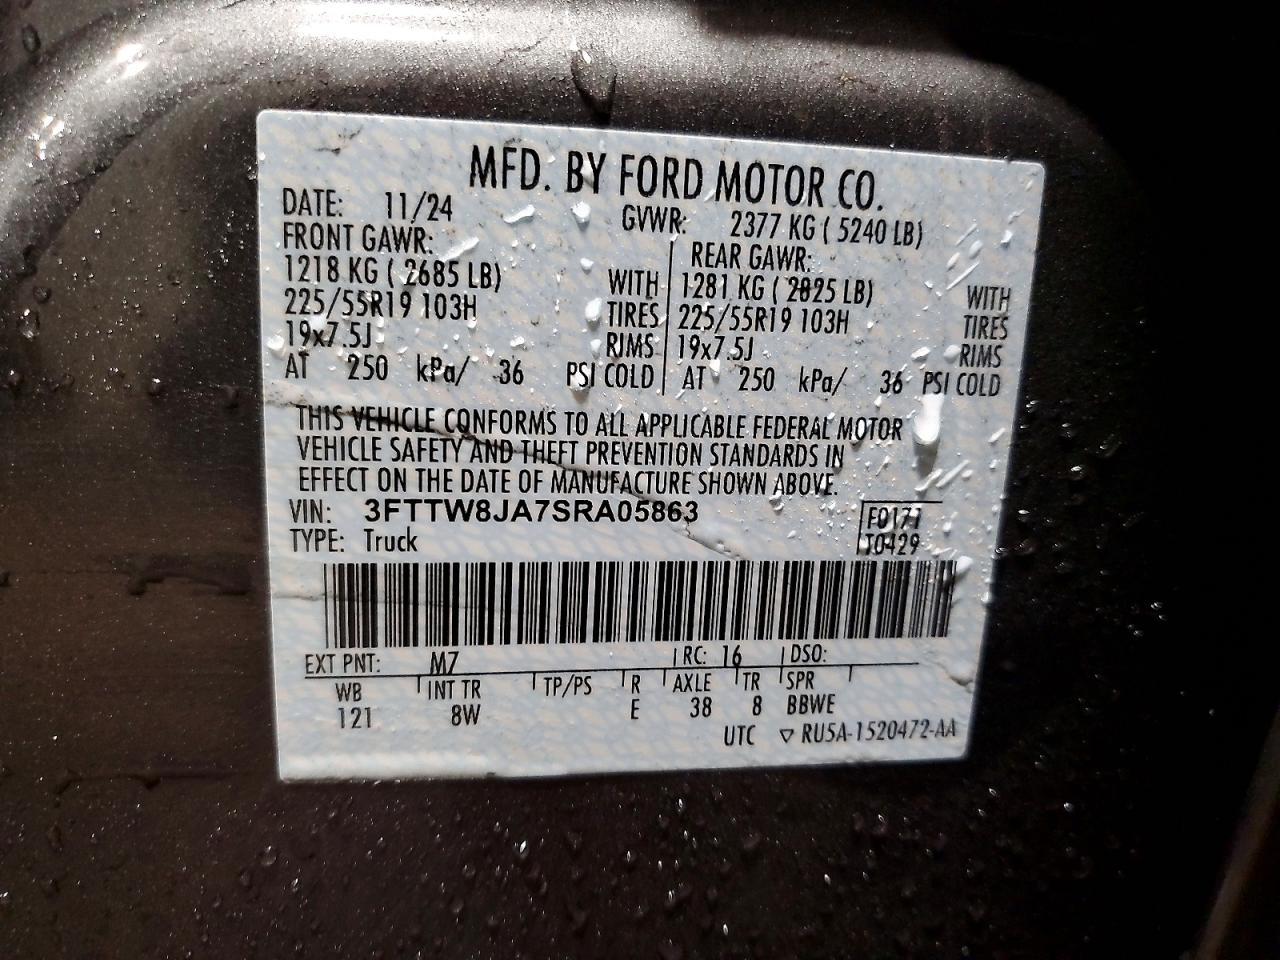 MFD. BY FORD MOTOR CO.
DATE: 11/24 GVWR: 2377 KG ( 5240 LB)
FRONT GAWR: REAR GAWR:
1218 KG ( 2685 LB) WITH 1281 KG ( 2825 LB) WITH
225/55R19 103H TIRES 225/55R19 103H TIRES
19x7.5J RIMS 19x7.5J RIMS
AT 250 kPa/ 36 PSI COLD AT 250 kPa/ 36 PSI COLD
THIS VEHICLE CONFORMS TO ALL APPLICABLE FEDERAL MOTOR
VEHICLE SAFETY AND THEFT PREVENTION STANDARDS IN
EFFECT ON THE DATE OF MANUFACTURE SHOWN ABOVE.
VIN: 3FTTW8JA7SRA05863 F0171
TYPE: Truck T0429
EXT PNT: M7 RC: 16 DSO:
WB INT TR TP/PS R AXLE TR SPR
121 8W E 38 8 BBWE
UTC ▽ RU5A-1520472-AA